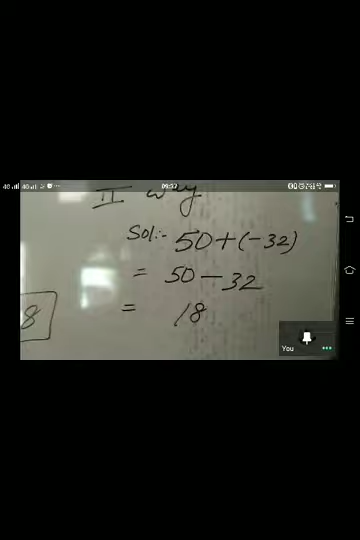 II way
Sol:- 50+(-32)
= 50-32
= 18
8
You